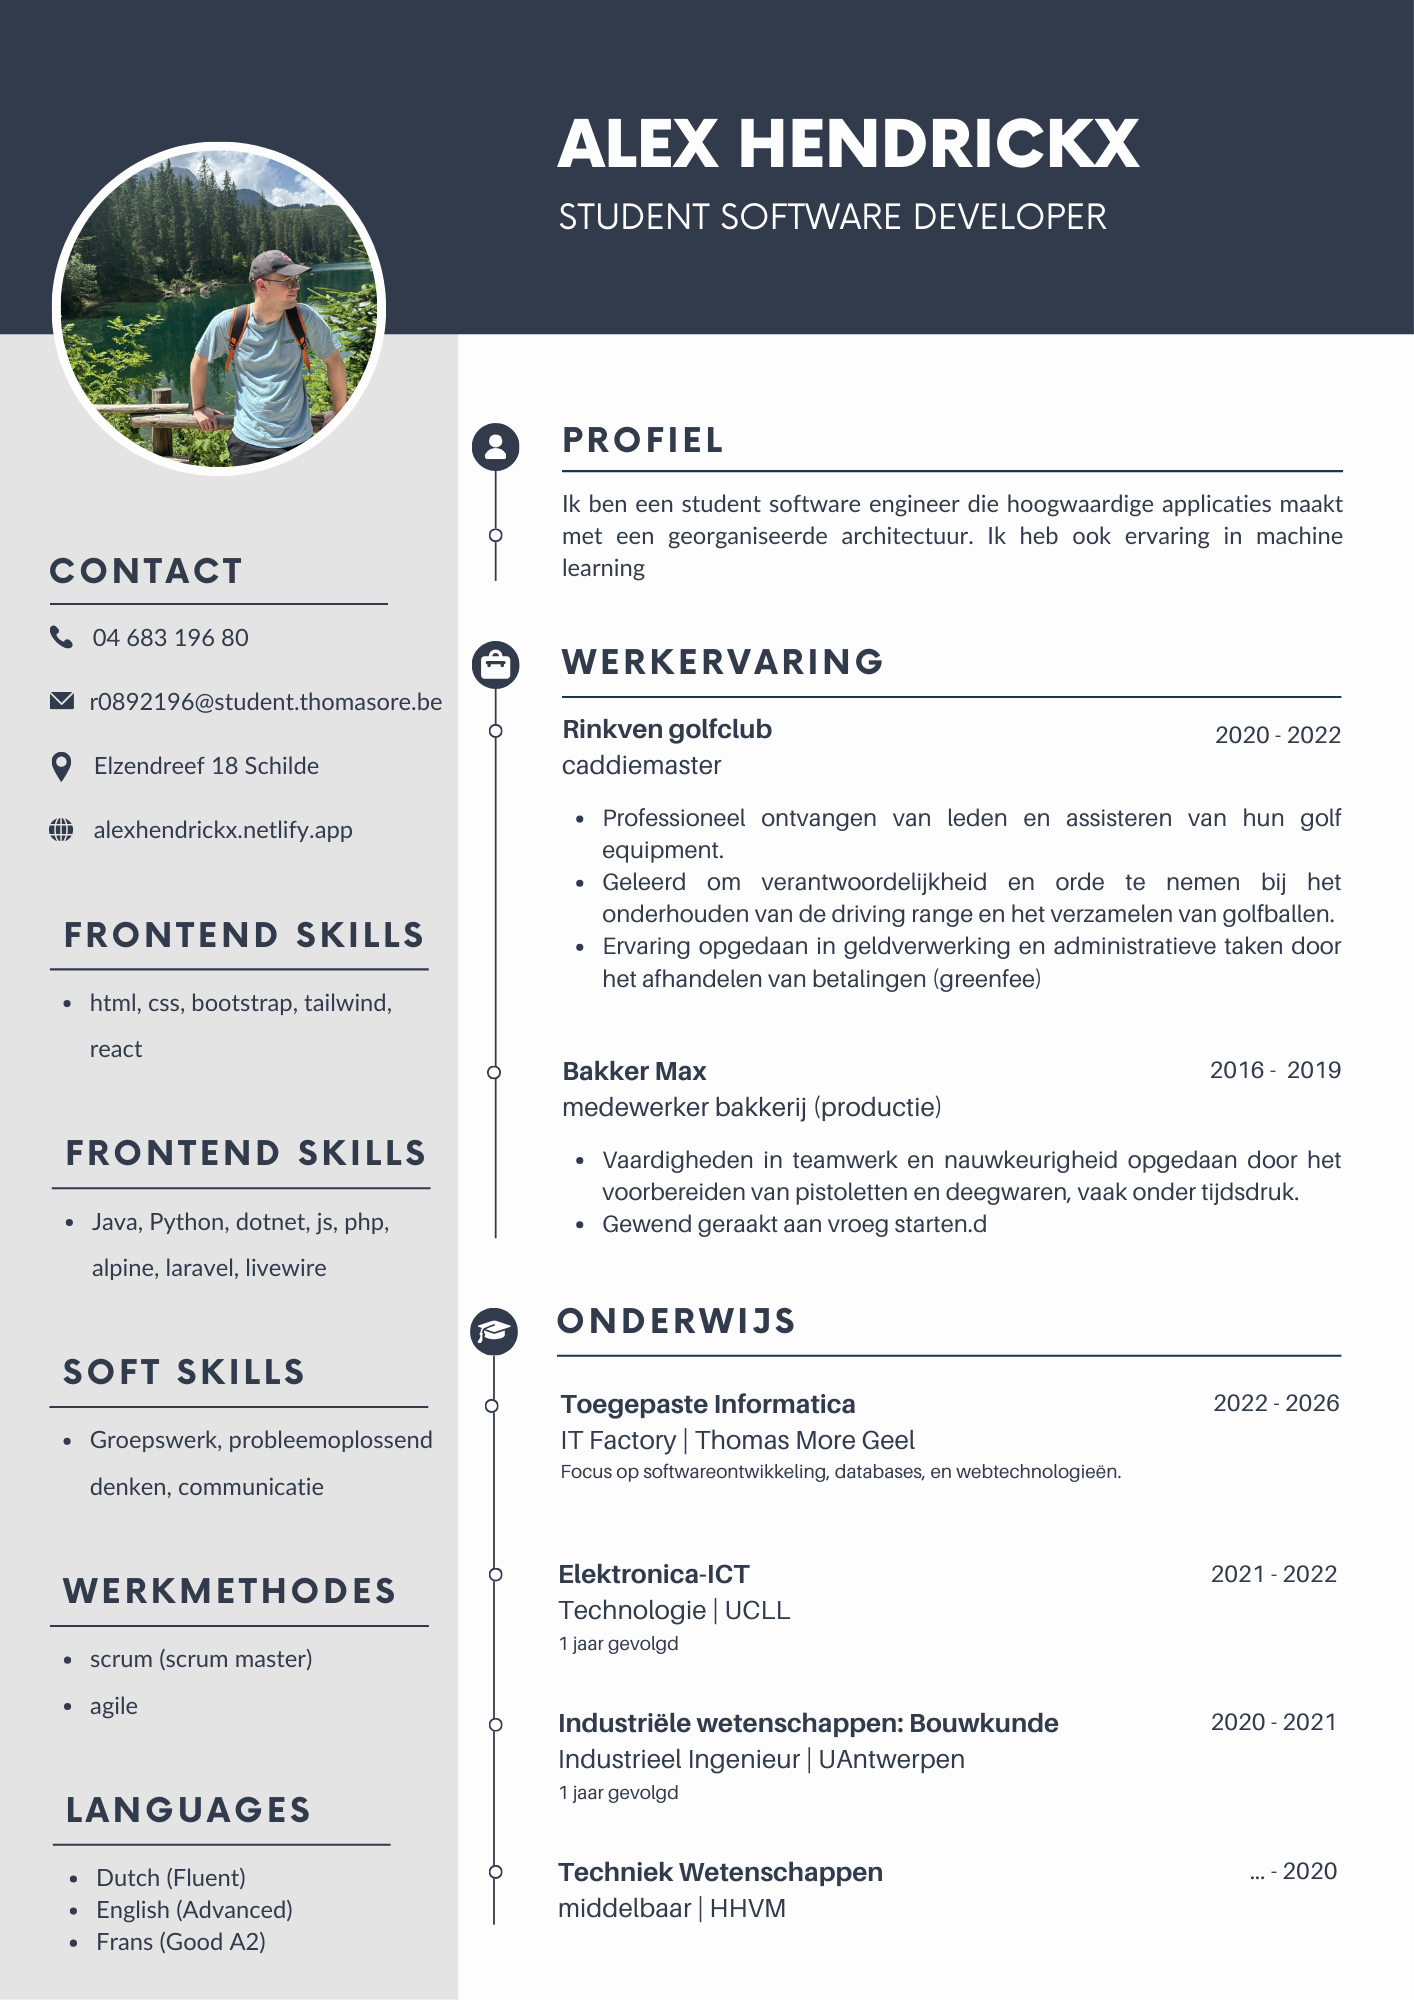 ALEX HENDRICKX
STUDENT SOFTWARE DEVELOPER
CONTACT
04 683 196 80
r0892196@student.thomasore.be
Elzendreef 18 Schilde
alexhendrickx.netlify.app
FRONTEND SKILLS
• html, css, bootstrap, tailwind,
react
FRONTEND SKILLS
• Java, Python, dotnet, js, php,
alpine, laravel, livewire
SOFT SKILLS
• Groepswerk, probleemoplossend
denken, communicatie
WERKMETHODES
• scrum (scrum master)
• agile
LANGUAGES
• Dutch (Fluent)
• English (Advanced)
• Frans (Good A2)
PROFIEL
Ik ben een student software engineer die hoogwaardige applicaties maakt
met een georganiseerde architectuur. Ik heb ook ervaring in machine
learning
WERKERVARING
Rinkven golfclub 2020 - 2022
caddiemaster
• Professioneel ontvangen van leden en assisteren van hun golf
equipment.
• Geleerd om verantwoordelijkheid en orde te nemen bij het
onderhouden van de driving range en het verzamelen van golfballen.
• Ervaring opgedaan in geldverwerking en administratieve taken door
het afhandelen van betalingen (greenfee)
Bakker Max 2016 - 2019
medewerker bakkerij (productie)
• Vaardigheden in teamwerk en nauwkeurigheid opgedaan door het
voorbereiden van pistoletten en deegwaren, vaak onder tijdsdruk.
• Gewend geraakt aan vroeg starten.d
ONDERWIJS
Toegepaste Informatica 2022 - 2026
IT Factory | Thomas More Geel
Focus op softwareontwikkeling, databases, en webtechnologieën.
Elektronica-ICT 2021 - 2022
Technologie | UCLL
1 jaar gevolgd
Industriële wetenschappen: Bouwkunde 2020 - 2021
Industrieel Ingenieur | UAntwerpen
1 jaar gevolgd
Techniek Wetenschappen ... - 2020
middelbaar | HHVM